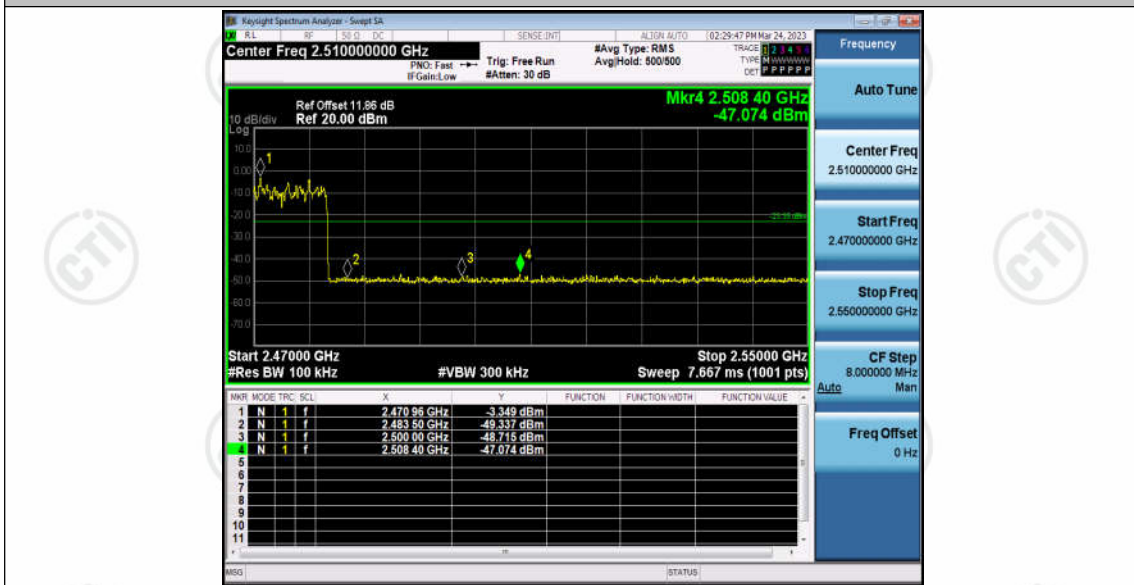 Keysight Spectrum Analyzer - Swept SA
RL RF 50 Ω DC SENSE:INT ALIGN AUTO 02:29:47 PM Mar 24, 2023
Center Freq 2.510000000 GHz #Avg Type: RMS TRACE 1 2 3 4 5 6
PNO: Fast Trig: Free Run Avg|Hold: 500/500 TYPE M WWWWW
IFGain:Low #Atten: 30 dB DET P P P P P P
Frequency
Auto Tune
Center Freq
2.510000000 GHz
Start Freq
2.470000000 GHz
Stop Freq
2.550000000 GHz
CF Step
8.000000 MHz
Auto Man
Freq Offset
0 Hz
Mkr4 2.508 40 GHz
-47.074 dBm
Ref Offset 11.86 dB
10 dB/div Ref 20.00 dBm
Log
10.0
0.00
-10.0
-20.0
-30.0
-40.0
-50.0
-60.0
-70.0
1
2
3
4
Start 2.47000 GHz Stop 2.55000 GHz
#Res BW 100 kHz #VBW 300 kHz Sweep 7.667 ms (1001 pts)
MKR MODE TRC SCL X Y FUNCTION FUNCTION WIDTH FUNCTION VALUE
1 N 1 f 2.470 96 GHz -3.349 dBm
2 N 1 f 2.483 50 GHz -49.337 dBm
3 N 1 f 2.500 00 GHz -48.715 dBm
4 N 1 f 2.508 40 GHz -47.074 dBm
5
6
7
8
9
10
11
MSG STATUS
CTI
CTI